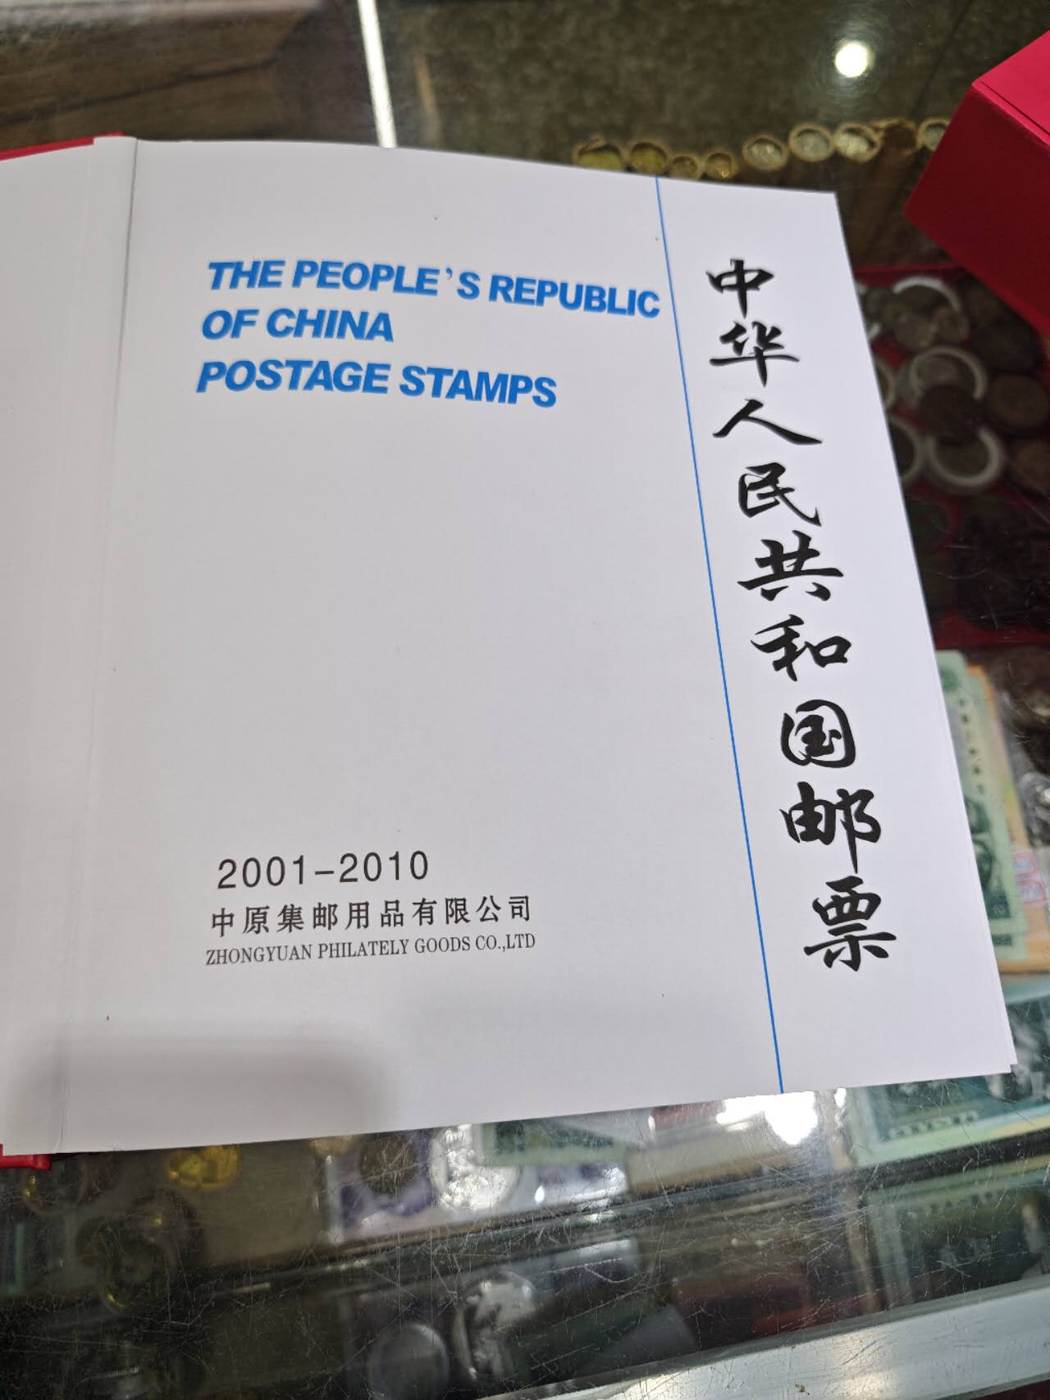 THE PEOPLE'S REPUBLIC
OF CHINA
POSTAGE STAMPS
中华人民共和国邮票
2001-2010
中原集邮用品有限公司
ZHONGYUAN PHILATELY GOODS CO.,LTD